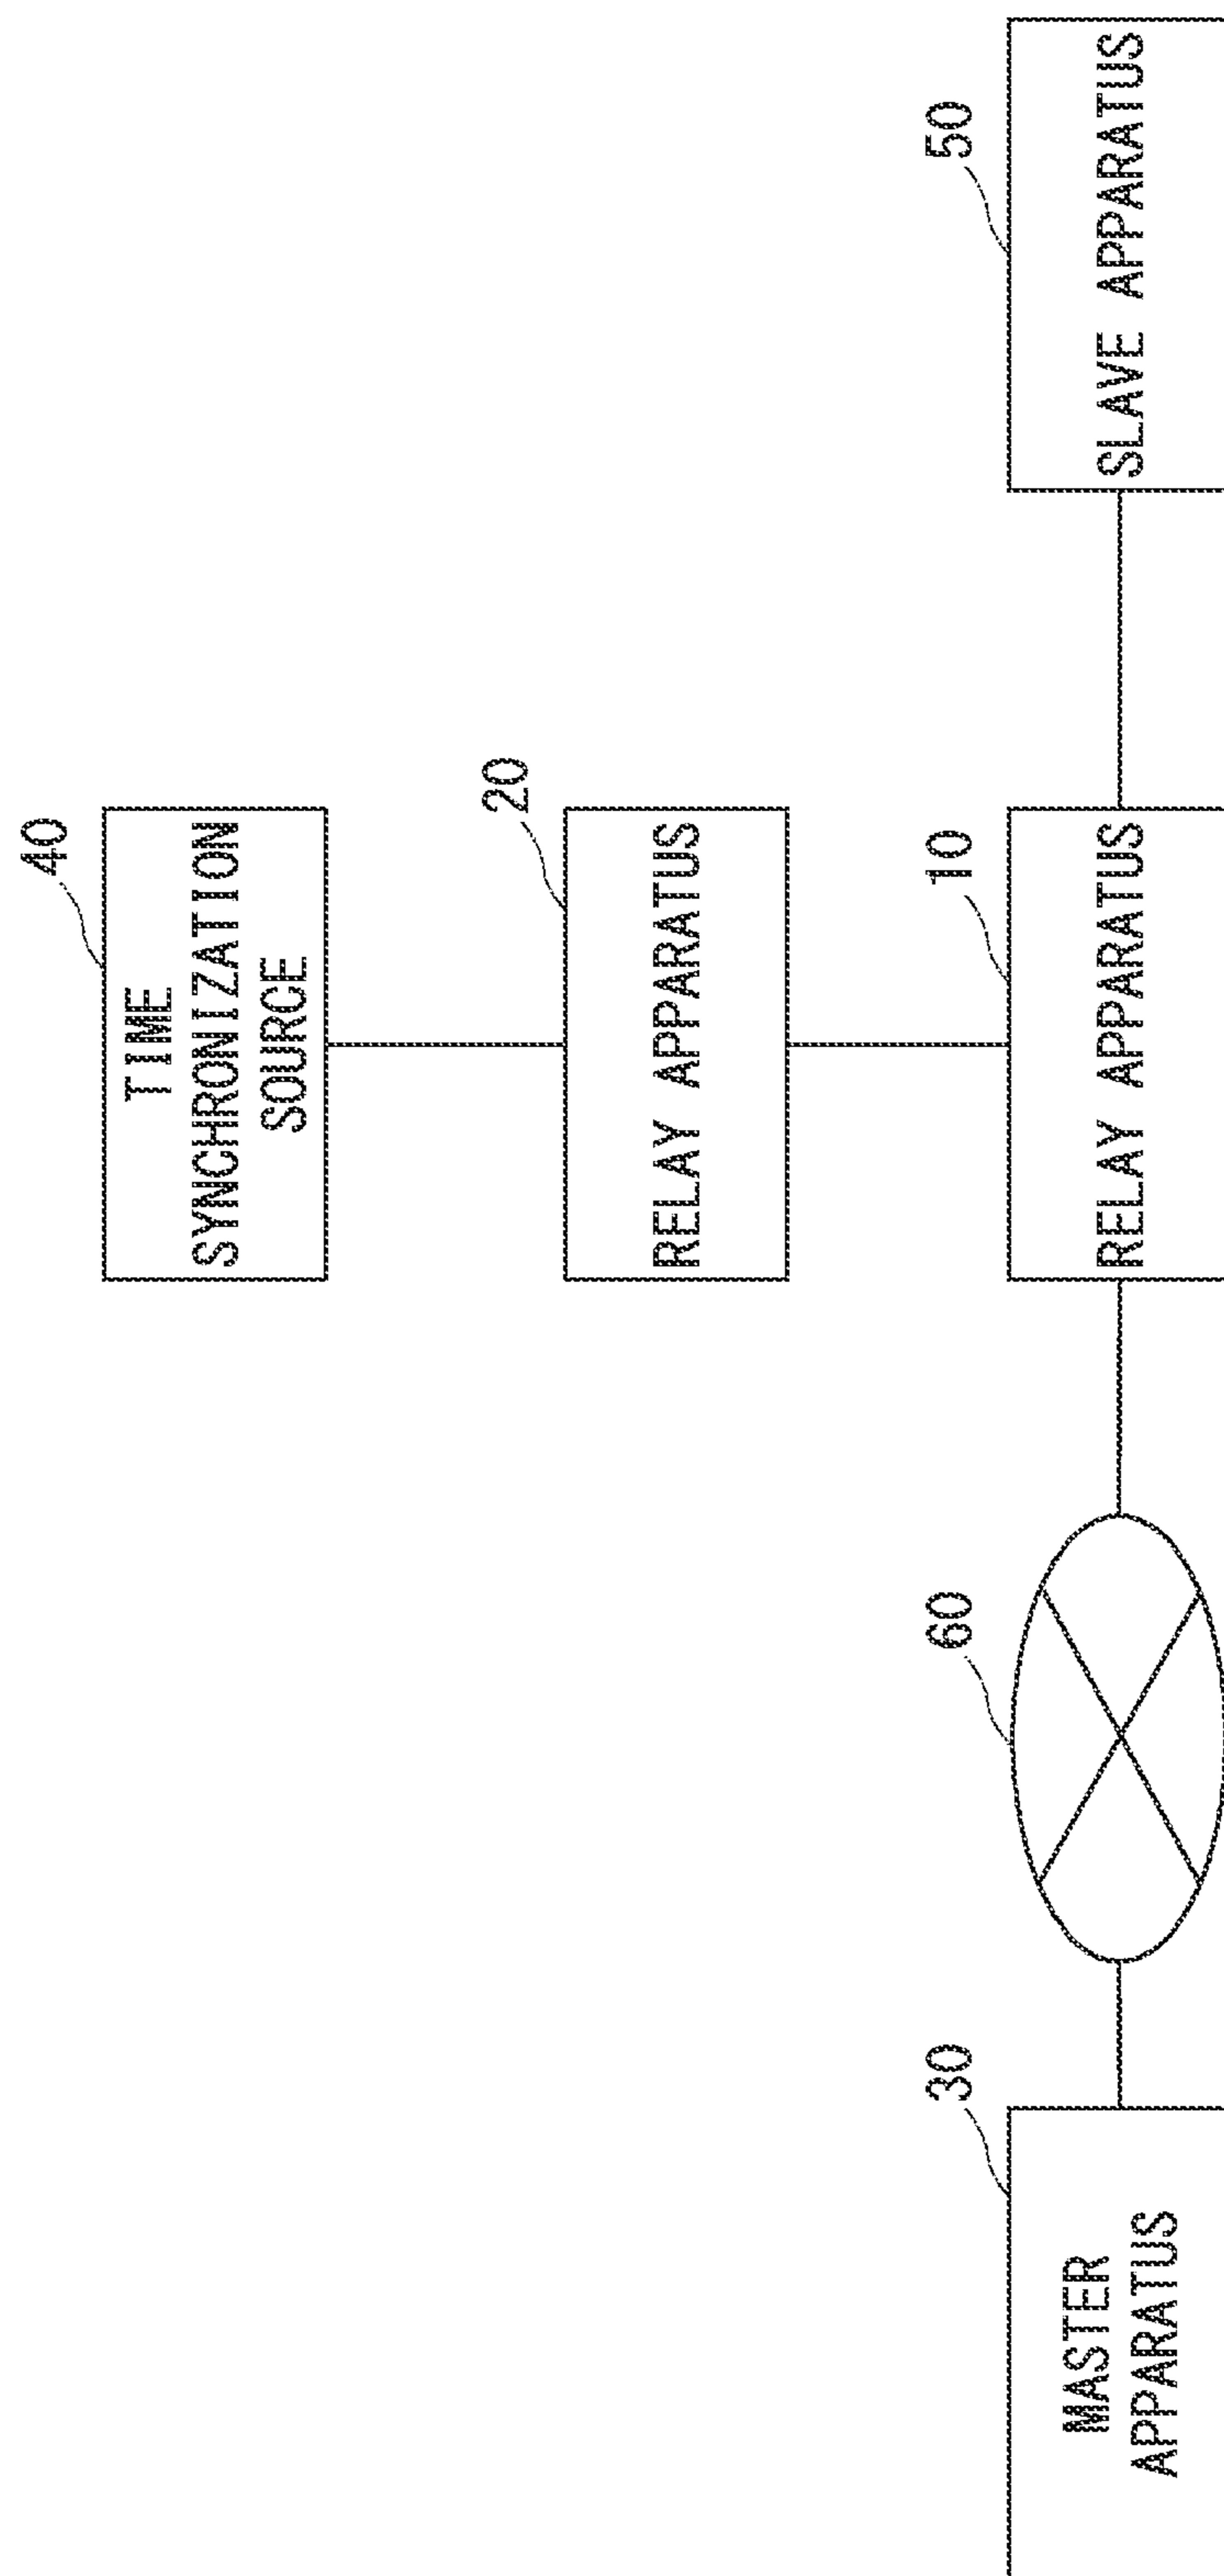 40
TIME
SYNCHRONIZATION
SOURCE
20
RELAY APPARATUS
30
MASTER
APPARATUS
60
10
RELAY APPARATUS
50
SLAVE APPARATUS